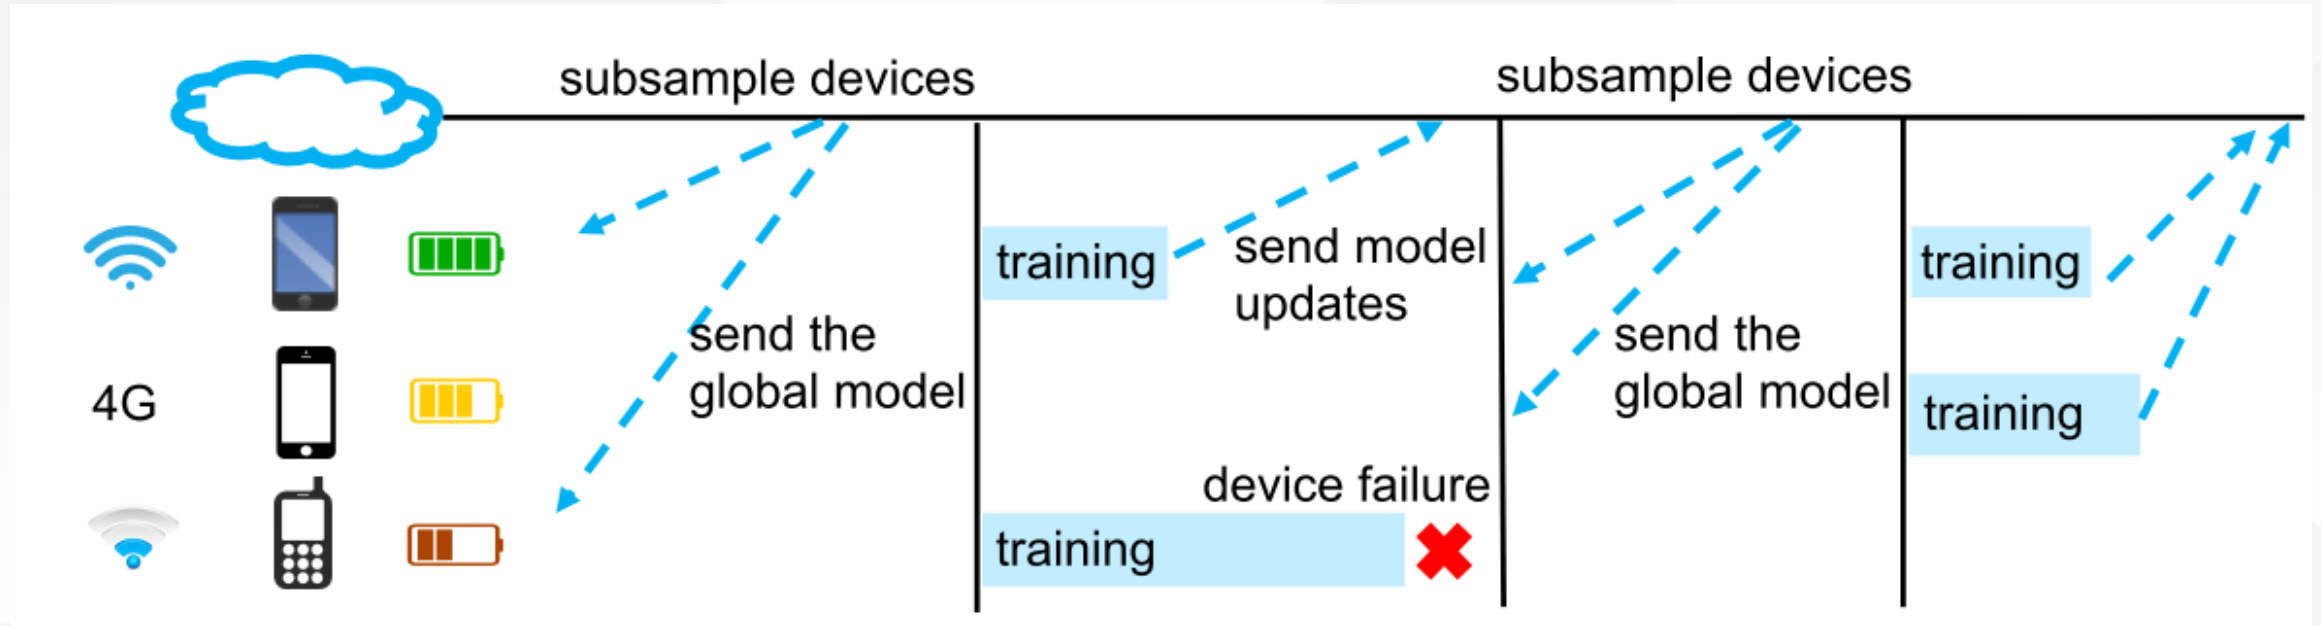 subsample devices
subsample devices
training
send model
updates
training
send the
global model
send the
global model
4G
training
device failure
training